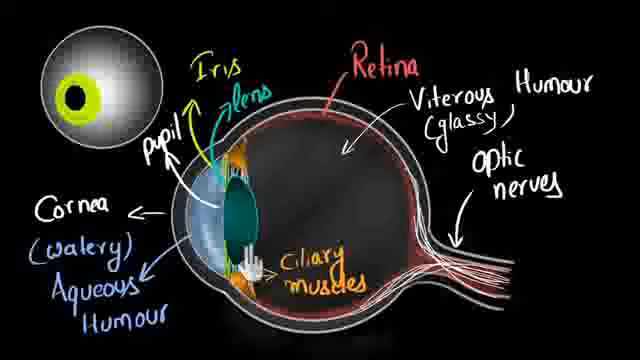 Iris
lens
pupil
Retina
Viterous Humour
(glassy)
Optic
nerves
Cornea
(watery)
Aqueous
Humour
Ciliary
muscles